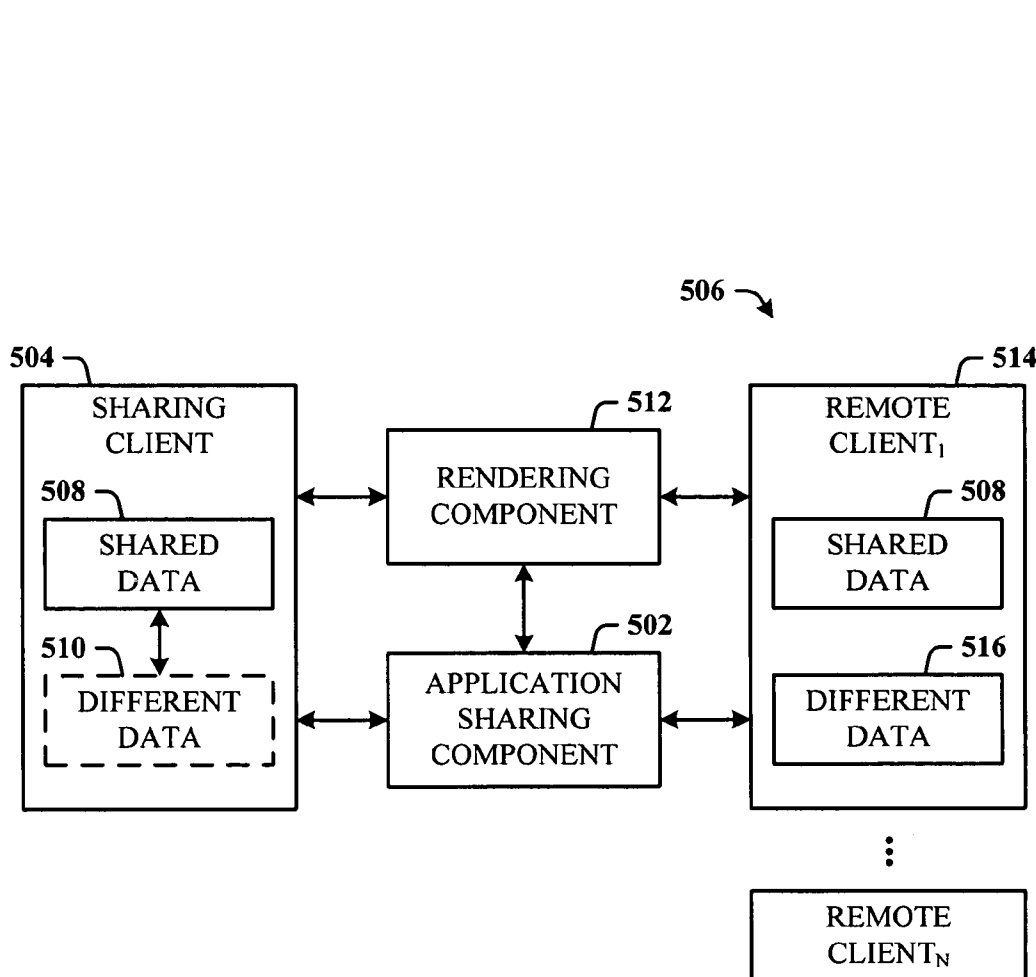 506
504
SHARING
CLIENT
508
SHARED
DATA
510
DIFFERENT
DATA
512
RENDERING
COMPONENT
502
APPLICATION
SHARING
COMPONENT
514
REMOTE
CLIENT₁
508
SHARED
DATA
516
DIFFERENT
DATA
REMOTE
CLIENT_N